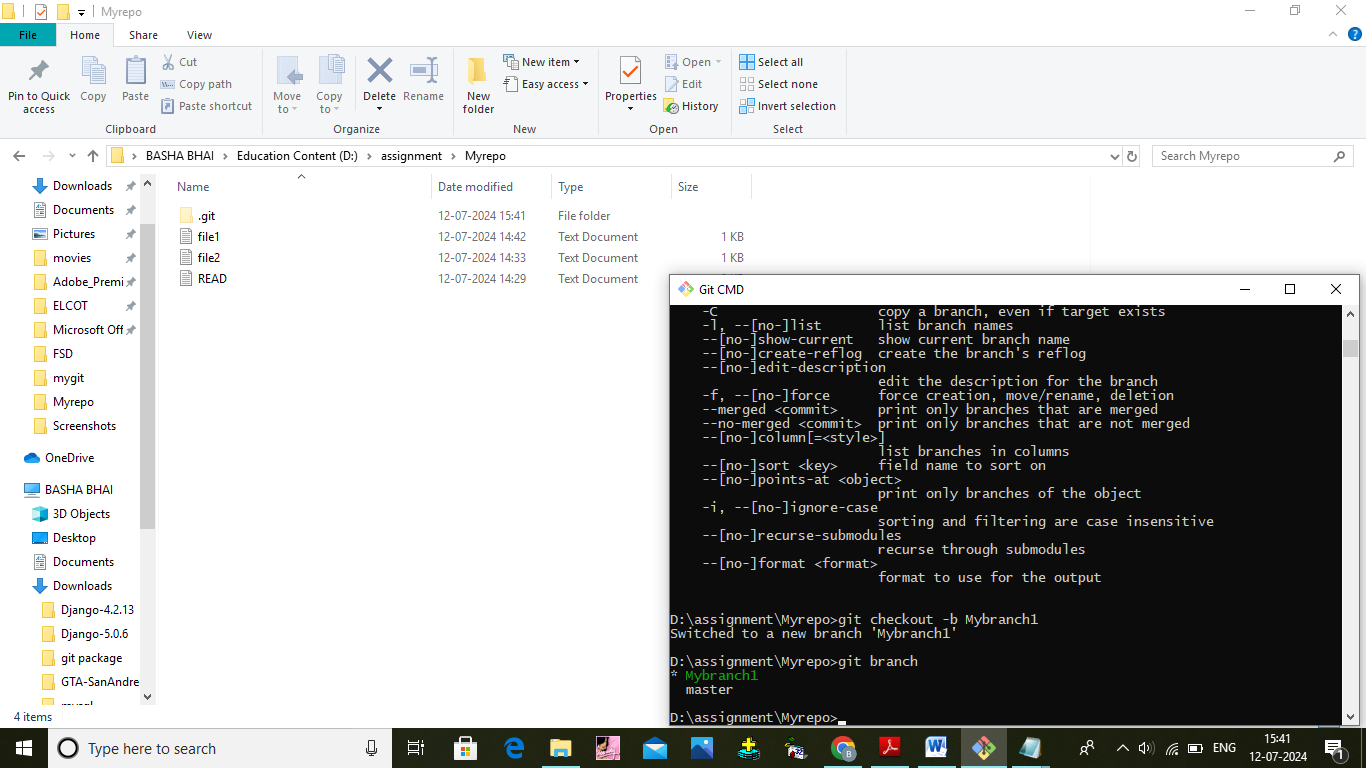 Myrepo
File Home Share View
Pin to Quick access
Copy
Paste
Cut
Copy path
Paste shortcut
Clipboard
Move to
Copy to
Delete
Rename
Organize
New folder
New item
Easy access
New
Properties
Open
Edit
History
Open
Select all
Select none
Invert selection
Select
BASHA BHAI > Education Content (D:) > assignment > Myrepo
Search Myrepo
Downloads
Documents
Pictures
movies
Adobe_Premi
ELCOT
Microsoft Off
FSD
mygit
Myrepo
Screenshots
OneDrive
BASHA BHAI
3D Objects
Desktop
Documents
Downloads
Django-4.2.13
Django-5.0.6
git package
GTA-SanAndre
Name Date modified Type Size
.git 12-07-2024 15:41 File folder
file1 12-07-2024 14:42 Text Document 1 KB
file2 12-07-2024 14:33 Text Document 1 KB
READ 12-07-2024 14:29 Text Document
4 items
Git CMD
-C copy a branch, even if target exists
-l, --[no-]list list branch names
--[no-]show-current show current branch name
--[no-]create-reflog create the branch's reflog
--[no-]edit-description
edit the description for the branch
-f, --[no-]force force creation, move/rename, deletion
--merged <commit> print only branches that are merged
--no-merged <commit> print only branches that are not merged
--[no-]column[=<style>]
list branches in columns
--[no-]sort <key> field name to sort on
--[no-]points-at <object>
print only branches of the object
-i, --[no-]ignore-case
sorting and filtering are case insensitive
--[no-]recurse-submodules
recurse through submodules
--[no-]format <format>
format to use for the output
D:\assignment\Myrepo>git checkout -b Mybranch1
Switched to a new branch 'Mybranch1'
D:\assignment\Myrepo>git branch
* Mybranch1
master
D:\assignment\Myrepo>
Type here to search
ENG
15:41
12-07-2024
1